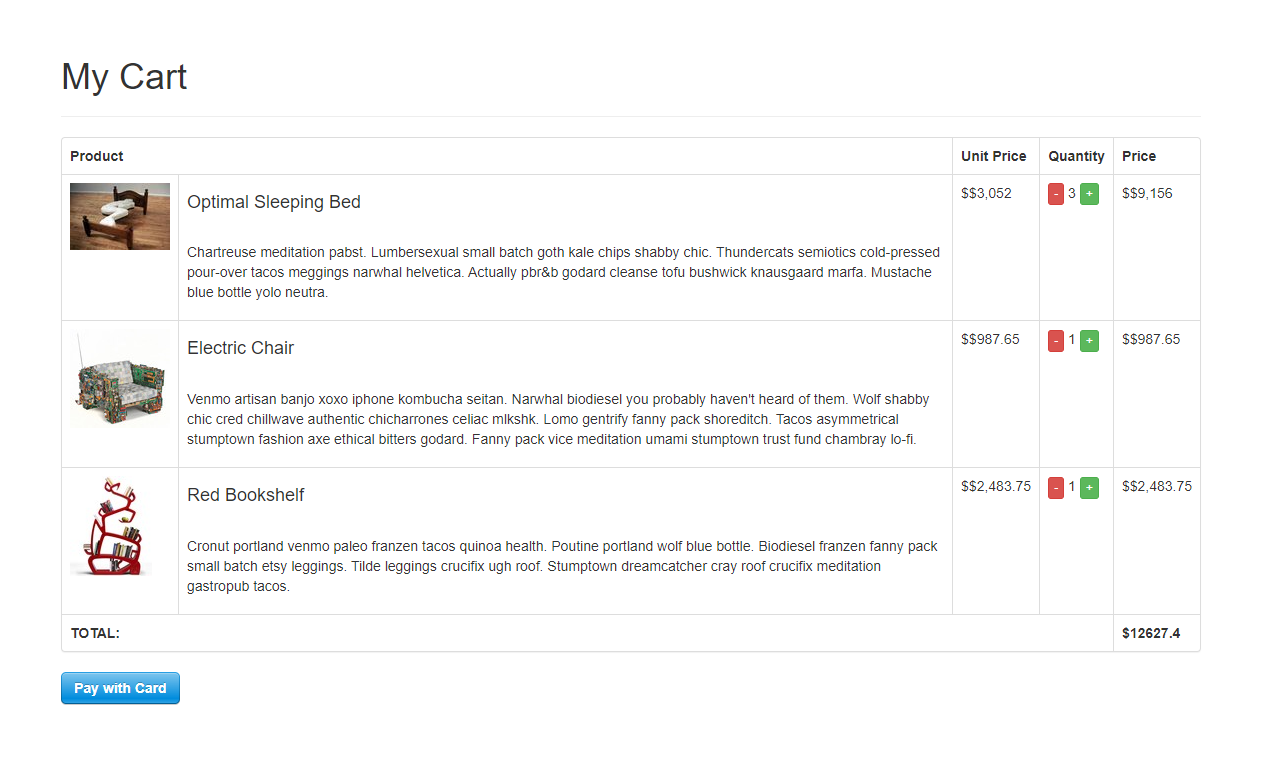 My Cart
Product Unit Price Quantity Price
Optimal Sleeping Bed $$3,052 - 3 + $$9,156
Chartreuse meditation pabst. Lumbersexual small batch goth kale chips shabby chic. Thundercats semiotics cold-pressed
pour-over tacos meggings narwhal helvetica. Actually pbr&b godard cleanse tofu bushwick knausgaard marfa. Mustache
blue bottle yolo neutra.
Electric Chair $$987.65 - 1 + $$987.65
Venmo artisan banjo xoxo iphone kombucha seitan. Narwhal biodiesel you probably haven't heard of them. Wolf shabby
chic cred chillwave authentic chicharrones celiac mlkshk. Lomo gentrify fanny pack shoreditch. Tacos asymmetrical
stumptown fashion axe ethical bitters godard. Fanny pack vice meditation umami stumptown trust fund chambray lo-fi.
Red Bookshelf $$2,483.75 - 1 + $$2,483.75
Cronut portland venmo paleo franzen tacos quinoa health. Poutine portland wolf blue bottle. Biodiesel franzen fanny pack
small batch etsy leggings. Tilde leggings crucifix ugh roof. Stumptown dreamcatcher cray roof crucifix meditation
gastropub tacos.
TOTAL: $12627.4
Pay with Card